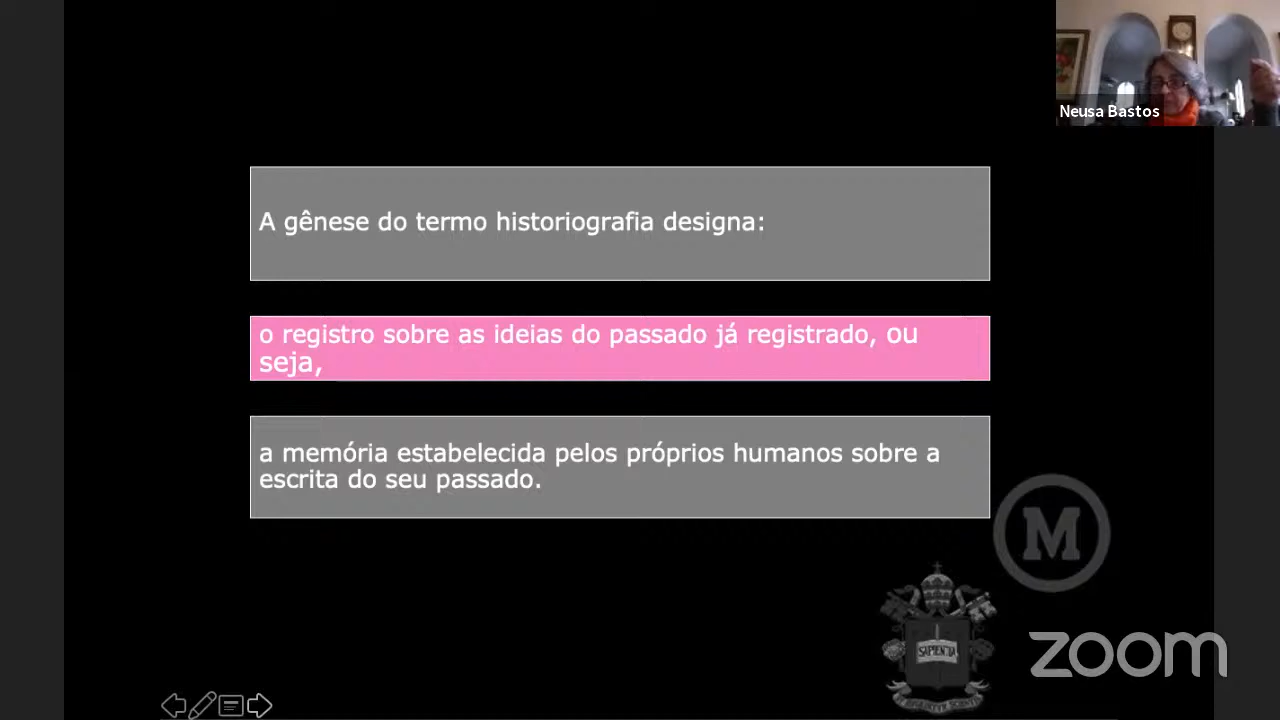 Neusa Bastos
A gênese do termo historiografia designa:
o registro sobre as ideias do passado já registrado, ou
seja,
a memória estabelecida pelos próprios humanos sobre a
escrita do seu passado.
M
SAPIENTIA
zoom